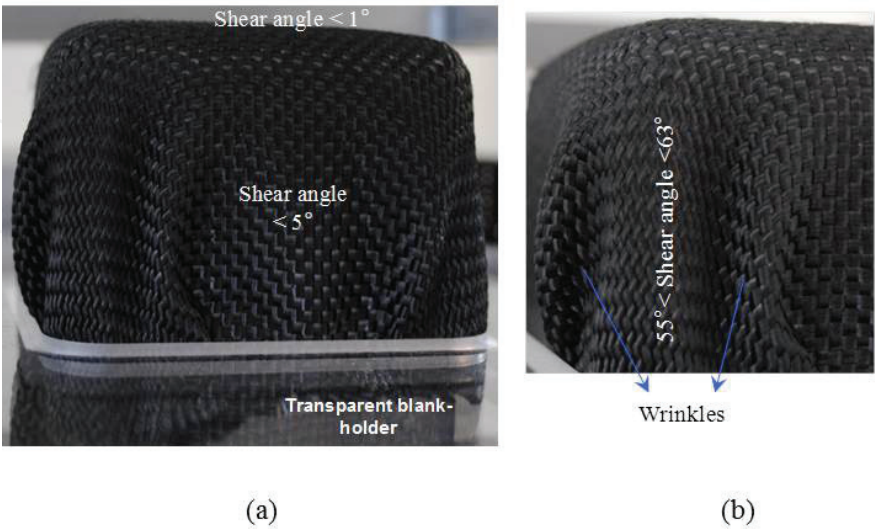 Shear angle < 1°
Shear angle
< 5°
Transparent blank-
holder
55°< Shear angle <63°
Wrinkles
(a)
(b)